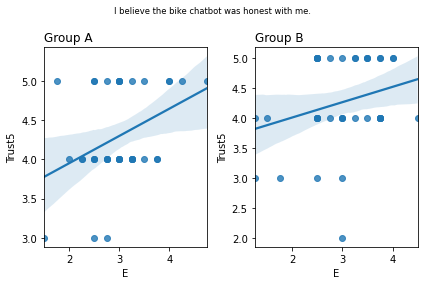 I believe the bike chatbot was honest with me.
Group A
Group B
Trust5
5.0
4.5
4.0
3.5
3.0
2
3
4
E
Trust5
5.0
4.5
4.0
3.5
3.0
2.5
2.0
2
3
4
E